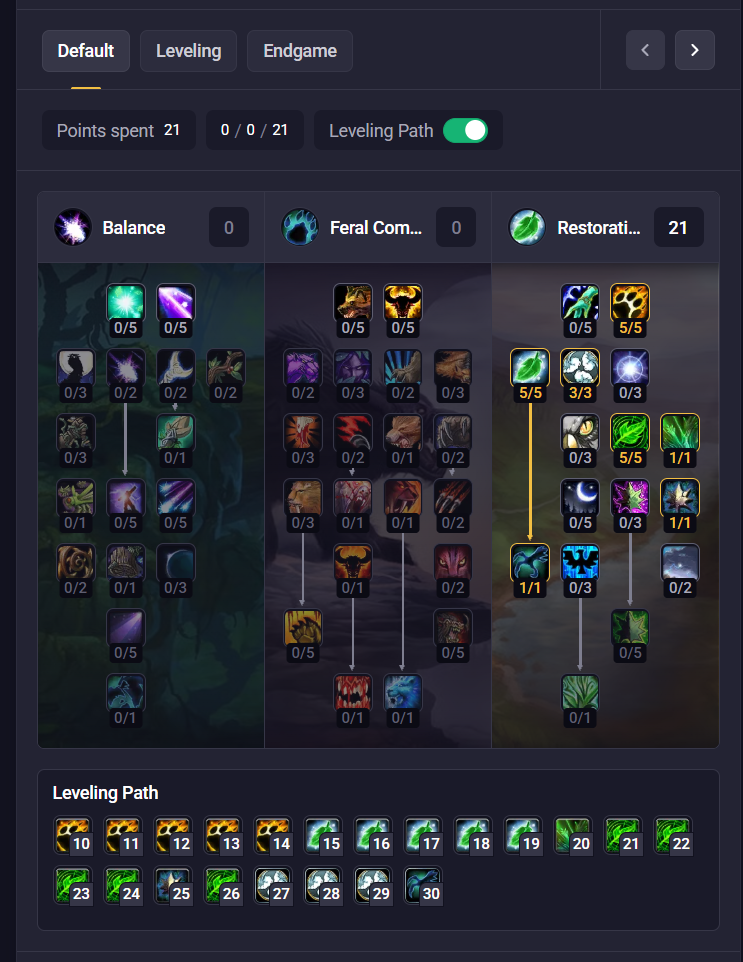 Default Leveling Endgame
Points spent 21 0 / 0 / 21 Leveling Path
Balance 0 Feral Com... 0 Restorati... 21
0/5 0/5 0/5 0/5 0/5 5/5
0/3 0/2 0/2 0/2 0/2 0/3 0/2 0/3 5/5 3/3 0/3
0/3 0/1 0/3 0/2 0/1 0/2 0/3 5/5 1/1
0/1 0/5 0/5 0/3 0/1 0/1 0/2 0/5 0/3 1/1
0/2 0/1 0/3 0/1 0/2 1/1 0/3 0/2
0/5 0/5 0/5 0/5
0/1 0/1 0/1 0/1
Leveling Path
10 11 12 13 14 15 16 17 18 19 20 21 22
23 24 25 26 27 28 29 30